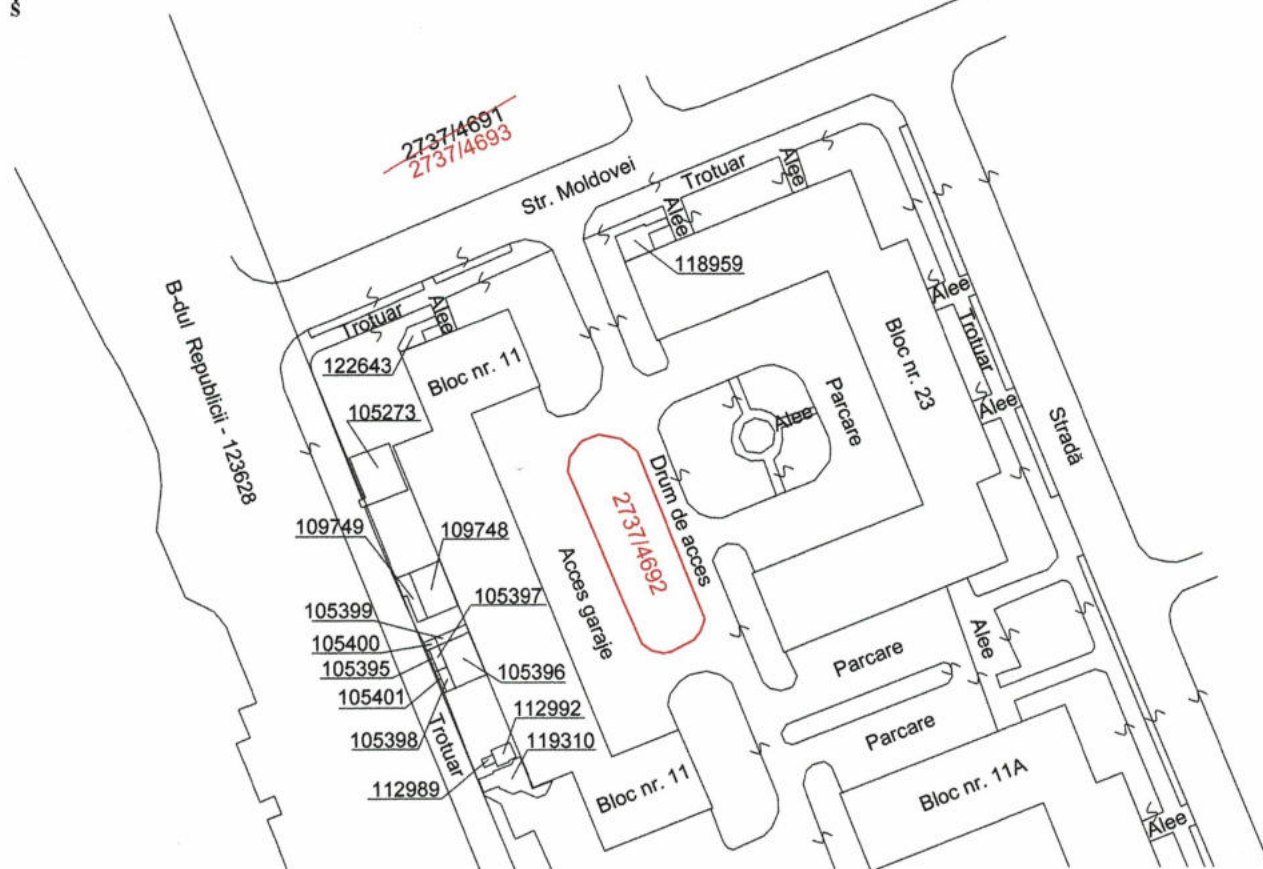 §
2737/4691
2737/4693
Str. Moldovei
Trotuar
Alee
Alee
118959
B-dul Republicii - 123628
Trotuar
Alee
122643
Bloc nr. 11
105273
Alee
Trotuar
Bloc nr. 23
Parcare
Alee
Alee
Stradă
Drum de acces
2737/4692
Acces garaje
109749
109748
105399
105397
105400
105395
105396
105401
105398
Trotuar
112992
119310
112989
Bloc nr. 11
Parcare
Alee
Parcare
Bloc nr. 11A
Alee